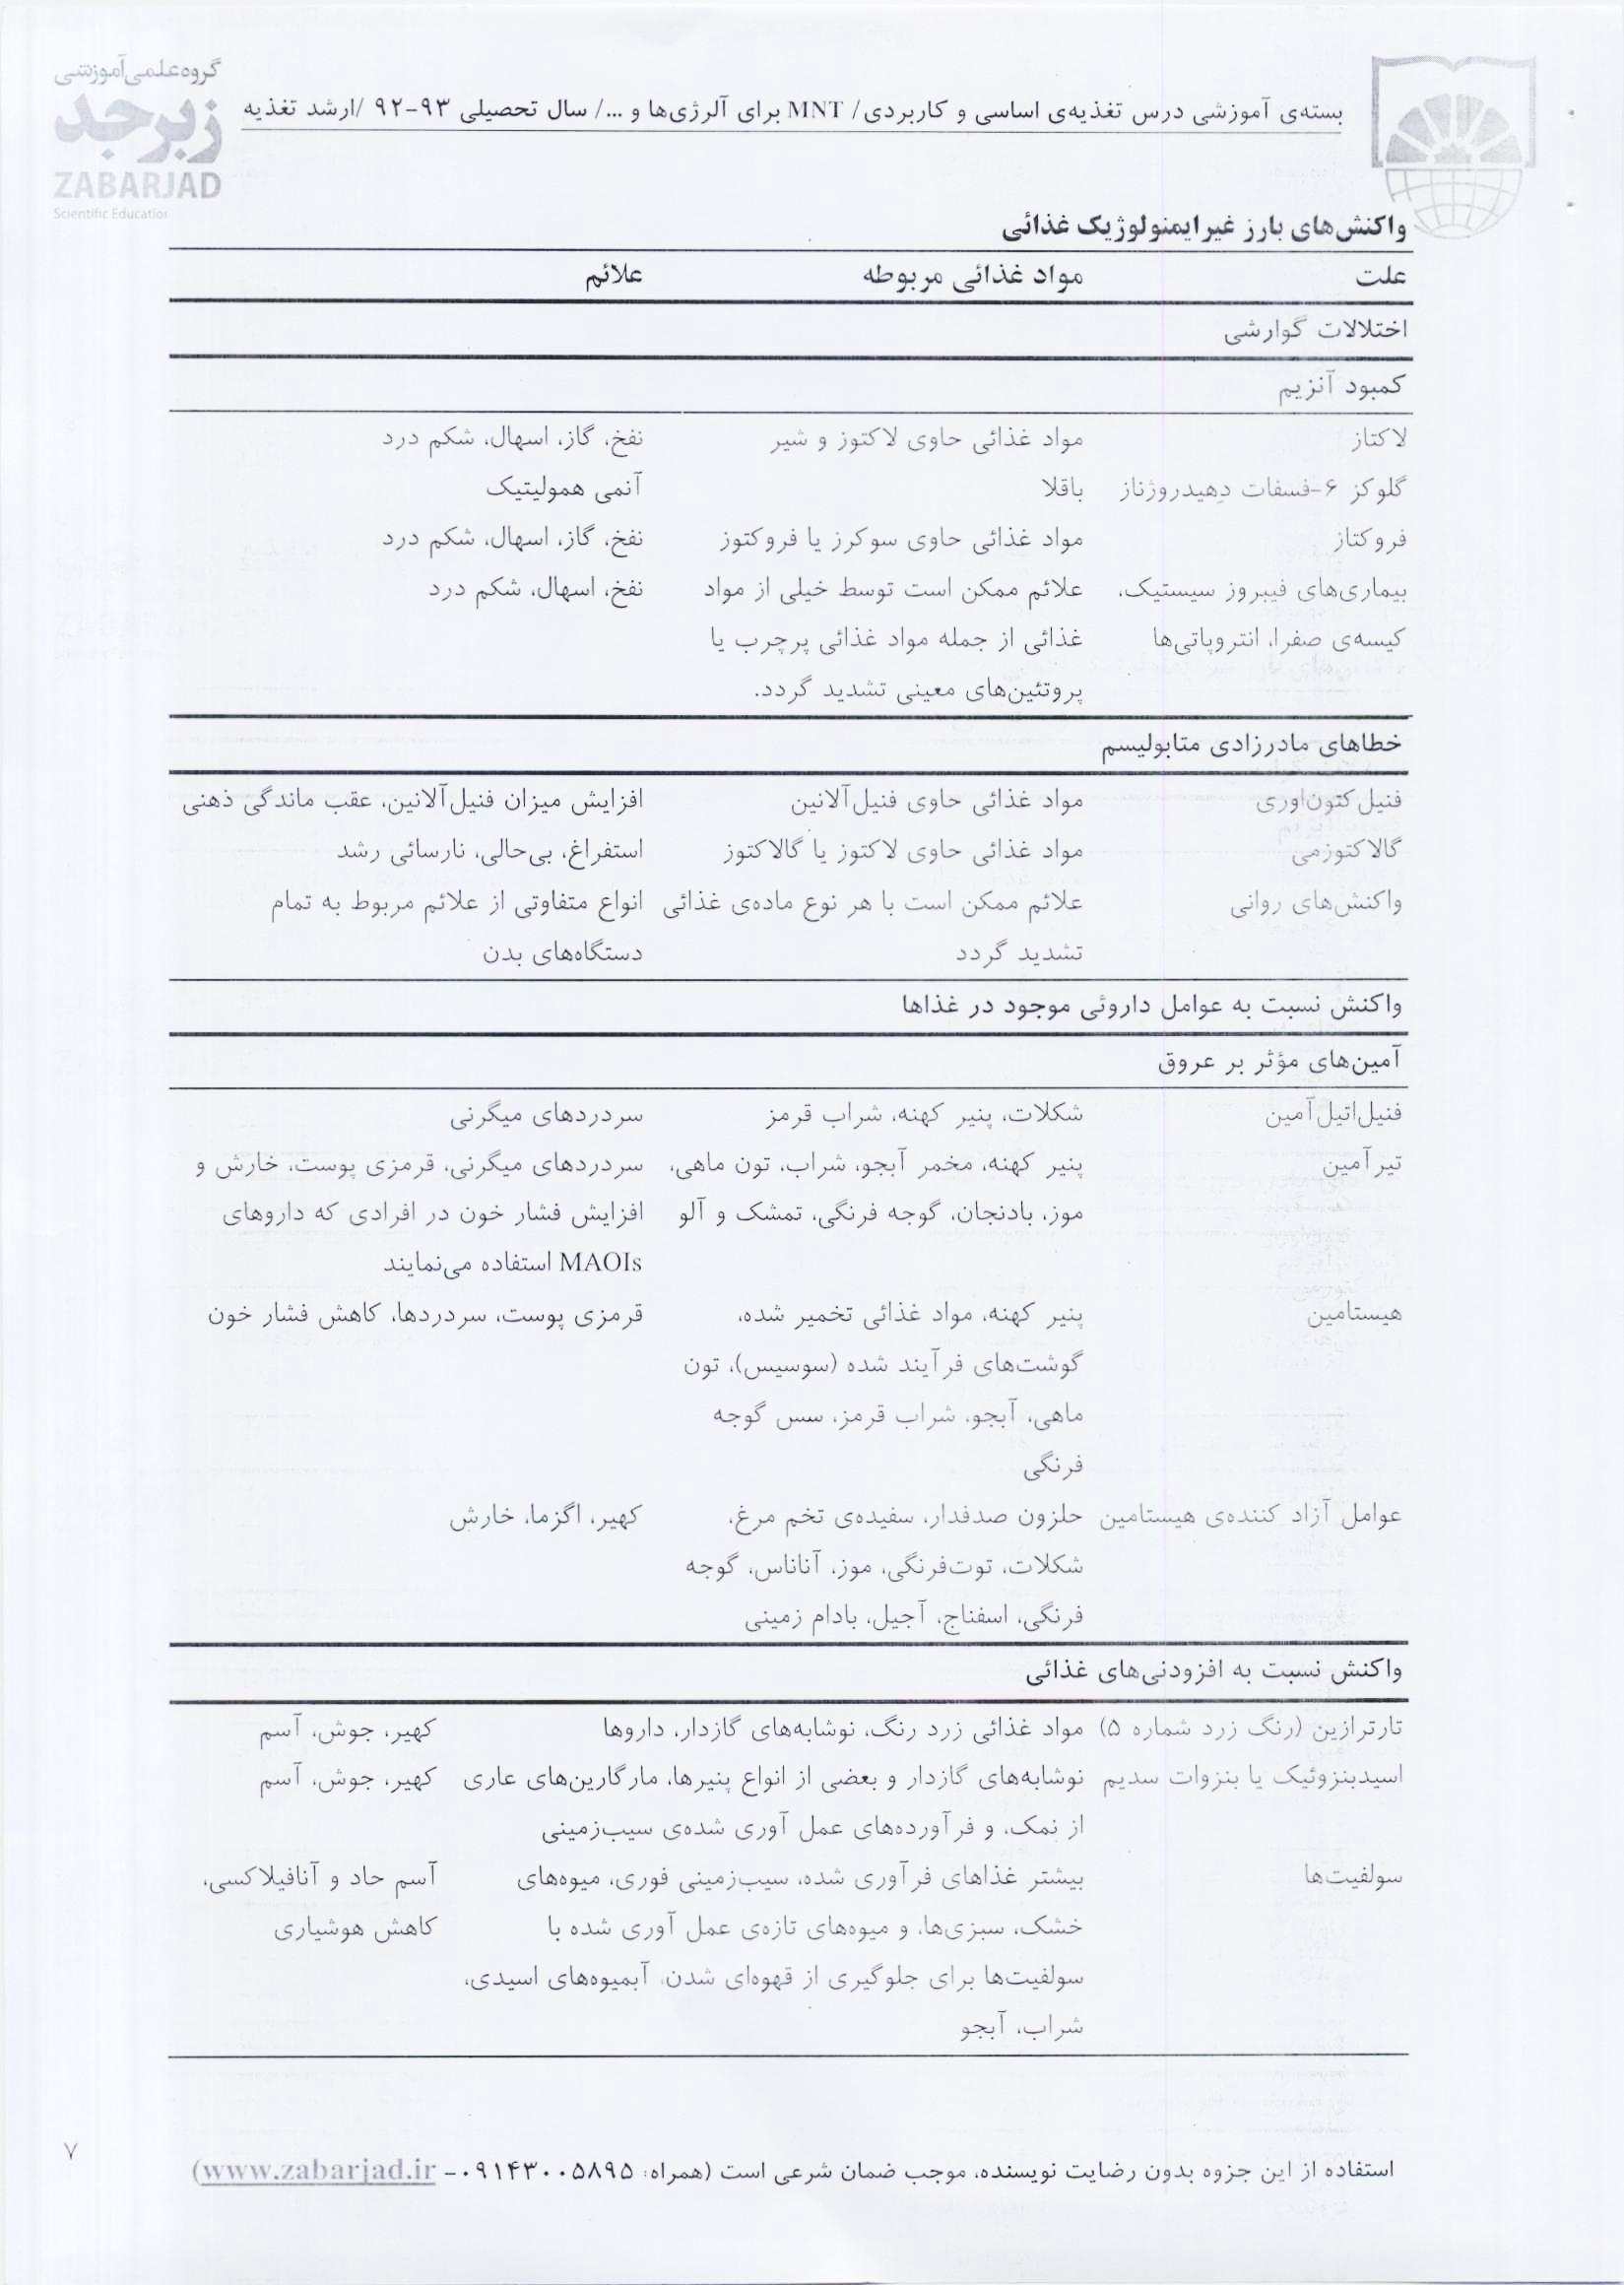 گروه علمی آموزشی
زبرجد
ZABARJAD
Scientific Education
بسته‌ی آموزشی درس تغذیه‌ی اساسی و کاربردی/ MNT برای آلرژی‌ها و .../ سال تحصیلی ۹۳-۹۲ /ارشد تغذیه
واکنش‌های بارز غیرایمنولوژیک غذائی
علت مواد غذائی مربوطه علائم
اختلالات گوارشی
کمبود آنزیم
لاکتاز مواد غذائی حاوی لاکتوز و شیر نفخ، گاز، اسهال، شکم درد
گلوکز ۶-فسفات دهیدروژناز باقلا آنمی همولیتیک
فروکتاز مواد غذائی حاوی سوکرز یا فروکتوز نفخ، گاز، اسهال، شکم درد
بیماری‌های فیبروز سیستیک، علائم ممکن است توسط خیلی از مواد نفخ، اسهال، شکم درد
کیسه‌ی صفرا، انتروپاتی‌ها غذائی از جمله مواد غذائی پرچرب یا
پروتئین‌های معینی تشدید گردد.
خطاهای مادرزادی متابولیسم
فنیل‌کتون‌اوری مواد غذائی حاوی فنیل‌آلانین افزایش میزان فنیل‌آلانین، عقب ماندگی ذهنی
گالاکتوزمی مواد غذائی حاوی لاکتوز یا گالاکتوز استفراغ، بی‌حالی، نارسائی رشد
واکنش‌های روانی علائم ممکن است با هر نوع ماده‌ی غذائی انواع متفاوتی از علائم مربوط به تمام
تشدید گردد دستگاه‌های بدن
واکنش نسبت به عوامل داروئی موجود در غذاها
آمین‌های مؤثر بر عروق
فنیل‌اتیل‌آمین شکلات، پنیر کهنه، شراب قرمز سردردهای میگرنی
تیرآمین پنیر کهنه، مخمر آبجو، شراب، تون ماهی، سردردهای میگرنی، قرمزی پوست، خارش و
موز، بادنجان، گوجه فرنگی، تمشک و آلو افزایش فشار خون در افرادی که داروهای
MAOIs استفاده می‌نمایند
هیستامین پنیر کهنه، مواد غذائی تخمیر شده، قرمزی پوست، سردردها، کاهش فشار خون
گوشت‌های فرآیند شده (سوسیس)، تون
ماهی، آبجو، شراب قرمز، سس گوجه
فرنگی
عوامل آزاد کننده‌ی هیستامین حلزون صدفدار، سفیده‌ی تخم مرغ، کهیر، اگزما، خارش
شکلات، توت‌فرنگی، موز، آناناس، گوجه
فرنگی، اسفناج، آجیل، بادام زمینی
واکنش نسبت به افزودنی‌های غذائی
تارترازین (رنگ زرد شماره ۵) مواد غذائی زرد رنگ، نوشابه‌های گازدار، داروها کهیر، جوش، آسم
اسیدبنزوئیک یا بنزوات سدیم نوشابه‌های گازدار و بعضی از انواع پنیرها، مارگارین‌های عاری کهیر، جوش، آسم
از نمک، و فرآورده‌های عمل آوری شده‌ی سیب‌زمینی
سولفیت‌ها بیشتر غذاهای فرآوری شده، سیب‌زمینی فوری، میوه‌های آسم حاد و آنافیلاکسی،
خشک، سبزی‌ها، و میوه‌های تازه‌ی عمل آوری شده با کاهش هوشیاری
سولفیت‌ها برای جلوگیری از قهوه‌ای شدن، آبمیوه‌های اسیدی،
شراب، آبجو
استفاده از این جزوه بدون رضایت نویسنده، موجب ضمان شرعی است (همراه: ۰۹۱۴۳۰۰۵۸۹۵- www.zabarjad.ir)
۷